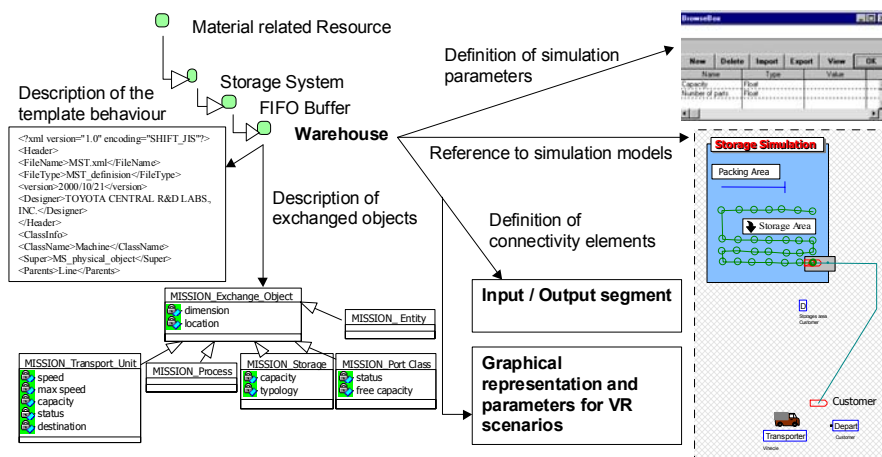 Material related Resource
Storage System
FIFO Buffer
Warehouse
Description of the
template behaviour
<?xml version="1.0" encoding="SHIFT_JIS"?>
<Header>
<FileName>MST.xml</FileName>
<FileType>MST_definision</FileType>
<version>2000/10/21</version>
<Designer>TOYOTA CENTRAL R&D LABS.,
INC.</Designer>
</Header>
<ClassInfo>
<ClassName>Machine</ClassName>
<Super>MS_physical_object</Super>
<Parents>Line</Parents>
Description of
exchanged objects
MISSION_Exchange_Object
dimension
location
MISSION_ Entity
MISSION_Transport_Unit
speed
max speed
capacity
status
destination
MISSION_Process
MISSION_Storage
capacity
typology
MISSION_Port Class
status
free capacity
Definition of simulation
parameters
Reference to simulation models
Definition of
connectivity elements
Input / Output segment
Graphical
representation and
parameters for VR
scenarios
BrowseBox
New Delete Import Export View OK
Name Type Value
Capacity Float
Number of parts Float
Storage Simulation
Packing Area
Storage Area
D
Storages area
Customer
Customer
Transporter
Vihecle
Depart
Customer